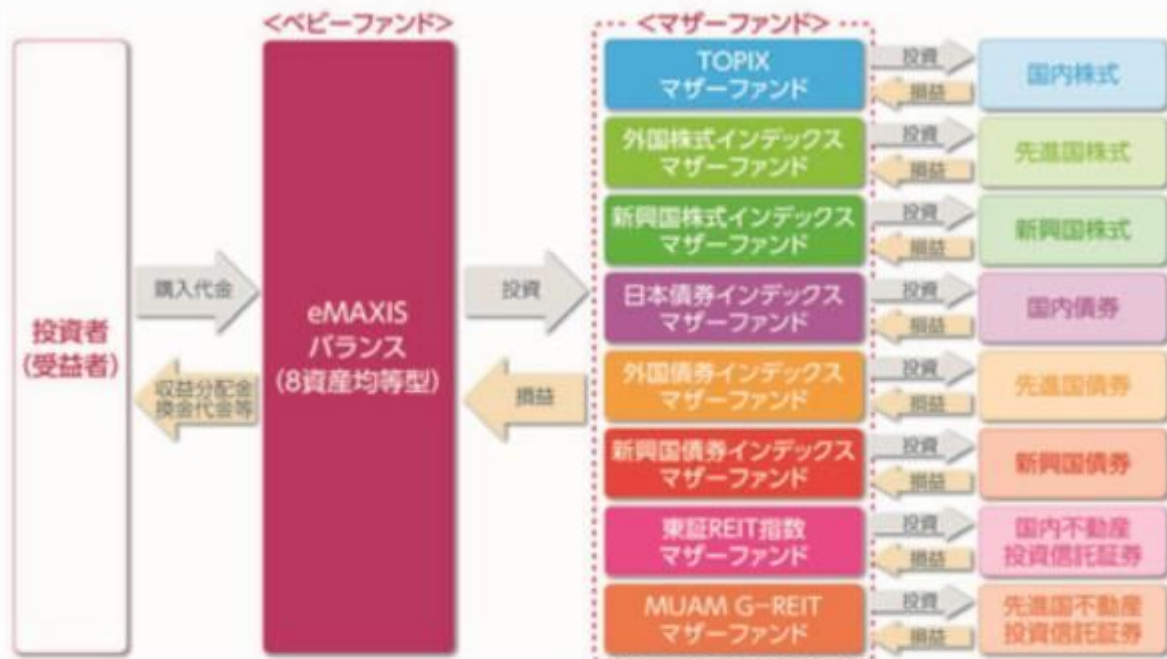 <ベビーファンド>
<マザーファンド>
投資者
(受益者)
購入代金
収益分配金
換金代金等
eMAXIS
バランス
(8資産均等型)
投資
損益
TOPIX
マザーファンド
投資
損益
国内株式
外国株式インデックス
マザーファンド
投資
損益
先進国株式
新興国株式インデックス
マザーファンド
投資
損益
新興国株式
日本債券インデックス
マザーファンド
投資
損益
国内債券
外国債券インデックス
マザーファンド
投資
損益
先進国債券
新興国債券インデックス
マザーファンド
投資
損益
新興国債券
東証REIT指数
マザーファンド
投資
損益
国内不動産
投資信託証券
MUAM G-REIT
マザーファンド
投資
損益
先進国不動産
投資信託証券